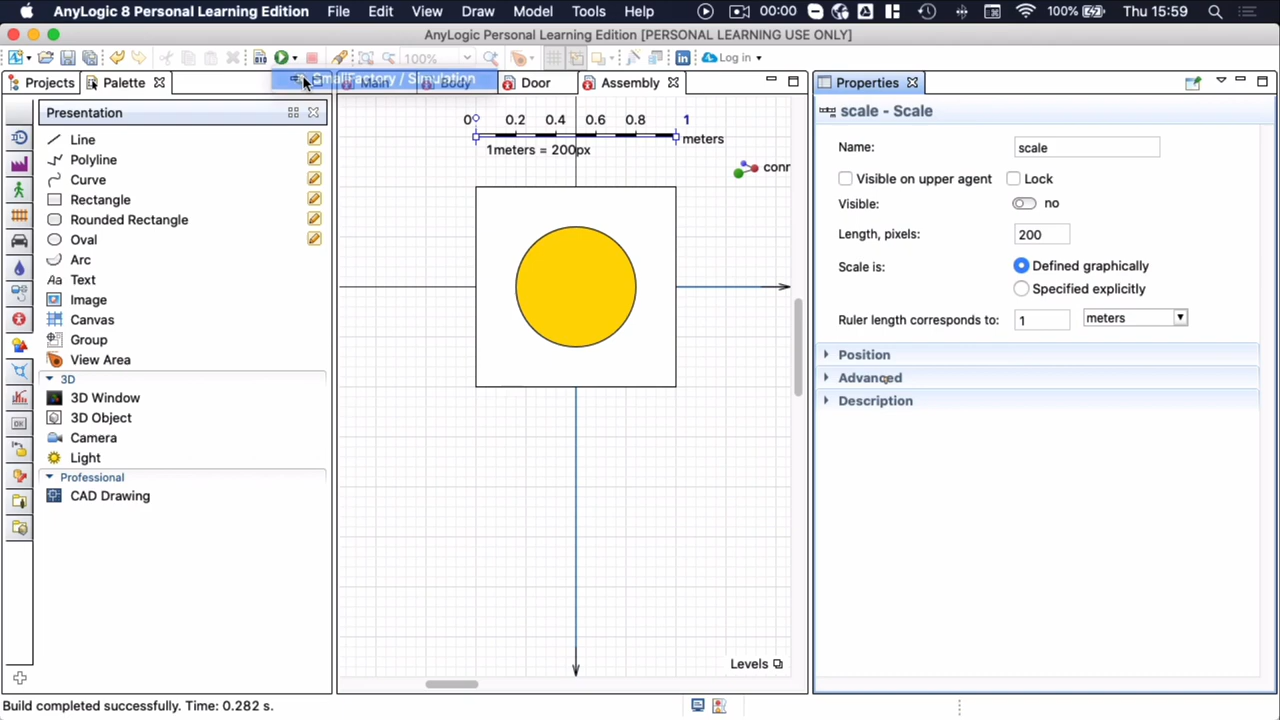 AnyLogic 8 Personal Learning Edition File Edit View Draw Model Tools Help 00:00 100% Thu 15:59
AnyLogic Personal Learning Edition [PERSONAL LEARNING USE ONLY]
100% Log in
Projects Palette SmallFactory / Simulation Main Body Door Assembly Properties
Presentation
Line
Polyline
Curve
Rectangle
Rounded Rectangle
Oval
Arc
Aa Text
Image
Canvas
Group
View Area
3D
3D Window
3D Object
Camera
Light
Professional
CAD Drawing
0 0.2 0.4 0.6 0.8 1
meters
1meters = 200px
conr
Levels
scale - Scale
Name: scale
Visible on upper agent Lock
Visible: no
Length, pixels: 200
Scale is: Defined graphically
Specified explicitly
Ruler length corresponds to: 1 meters
Position
Advanced
Description
Build completed successfully. Time: 0.282 s.